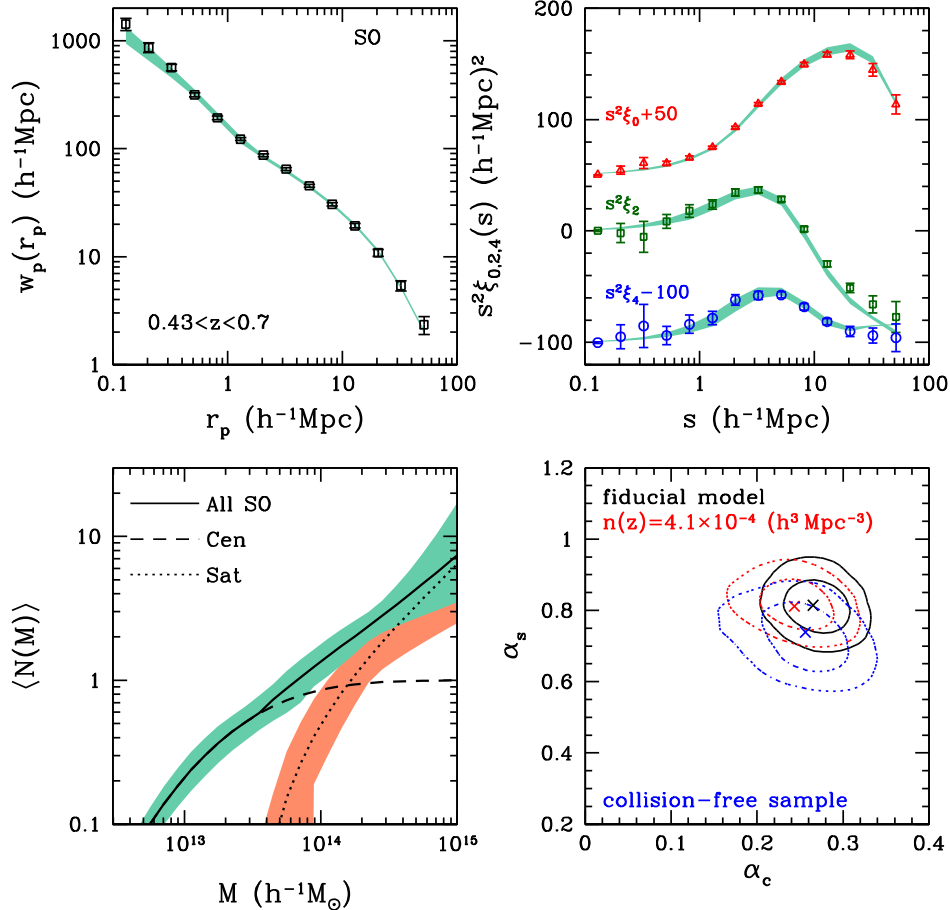 SO
0.43<z<0.7
1000
100
10
1
0.1
1
10
100
w_p(r_p) (h⁻¹Mpc)
r_p (h⁻¹Mpc)
200
100
0
−100
0.1
1
10
100
s²ξ₀+50
s²ξ₂
s²ξ₄−100
s²ξ₀,₂,₄(s) (h⁻¹Mpc)²
s (h⁻¹Mpc)
All SO
Cen
Sat
10
1
0.1
10¹³
10¹⁴
10¹⁵
⟨N(M)⟩
M (h⁻¹M⊙)
fiducial model
n(z)=4.1×10⁻⁴ (h³ Mpc⁻³)
collision−free sample
1.2
1
0.8
0.6
0.4
0.2
0
0.1
0.2
0.3
0.4
α_s
α_c